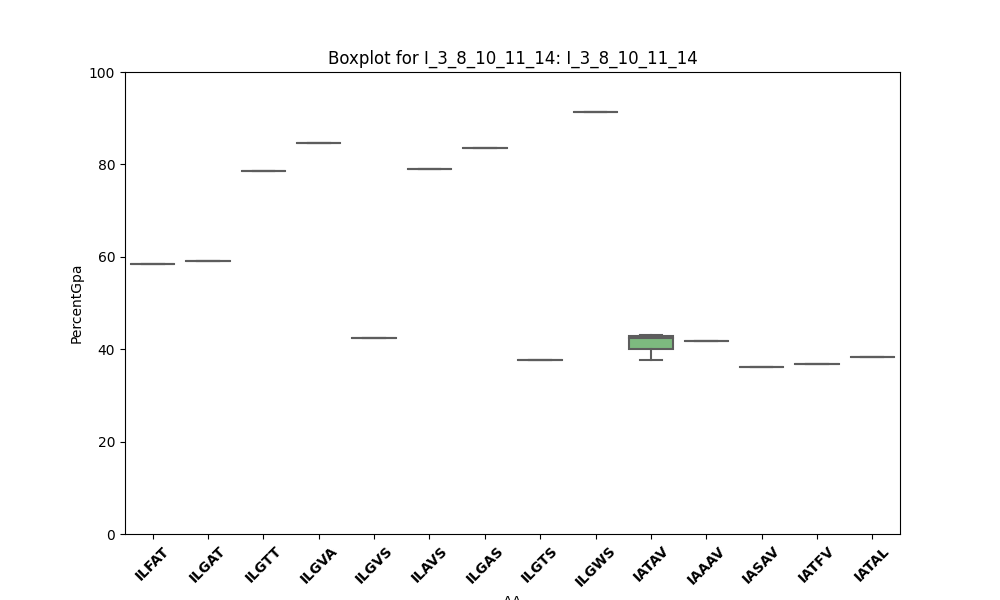 Boxplot for I_3_8_10_11_14: I_3_8_10_11_14
100
80
60
40
20
0
PercentGpa
ILFAT
ILGAT
ILGTT
ILGVA
ILGVS
ILAVS
ILGAS
ILGTS
ILGWS
IATAV
IAAAV
IASAV
IATFV
IATAL
AA